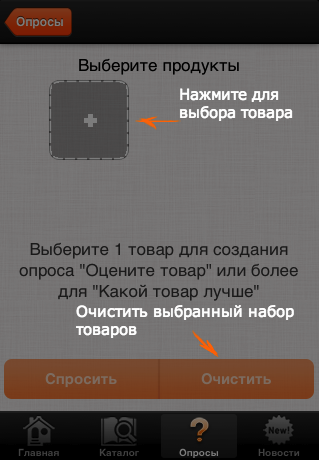 Опросы
Выберите продукты
Нажмите для
выбора товара
Выберите 1 товар для создания
опроса "Оцените товар" или более
для "Какой товар лучше"
Очистить выбранный набор
товаров
Спросить
Очистить
New!
Главная
Каталог
Опросы
Новости